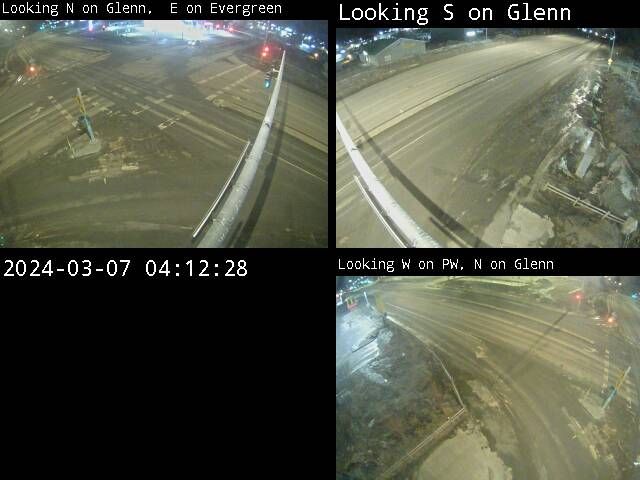 Looking N on Glenn,  E on Evergreen
Looking S on Glenn
2024-03-07 04:12:28
Looking W on PW, N on Glenn